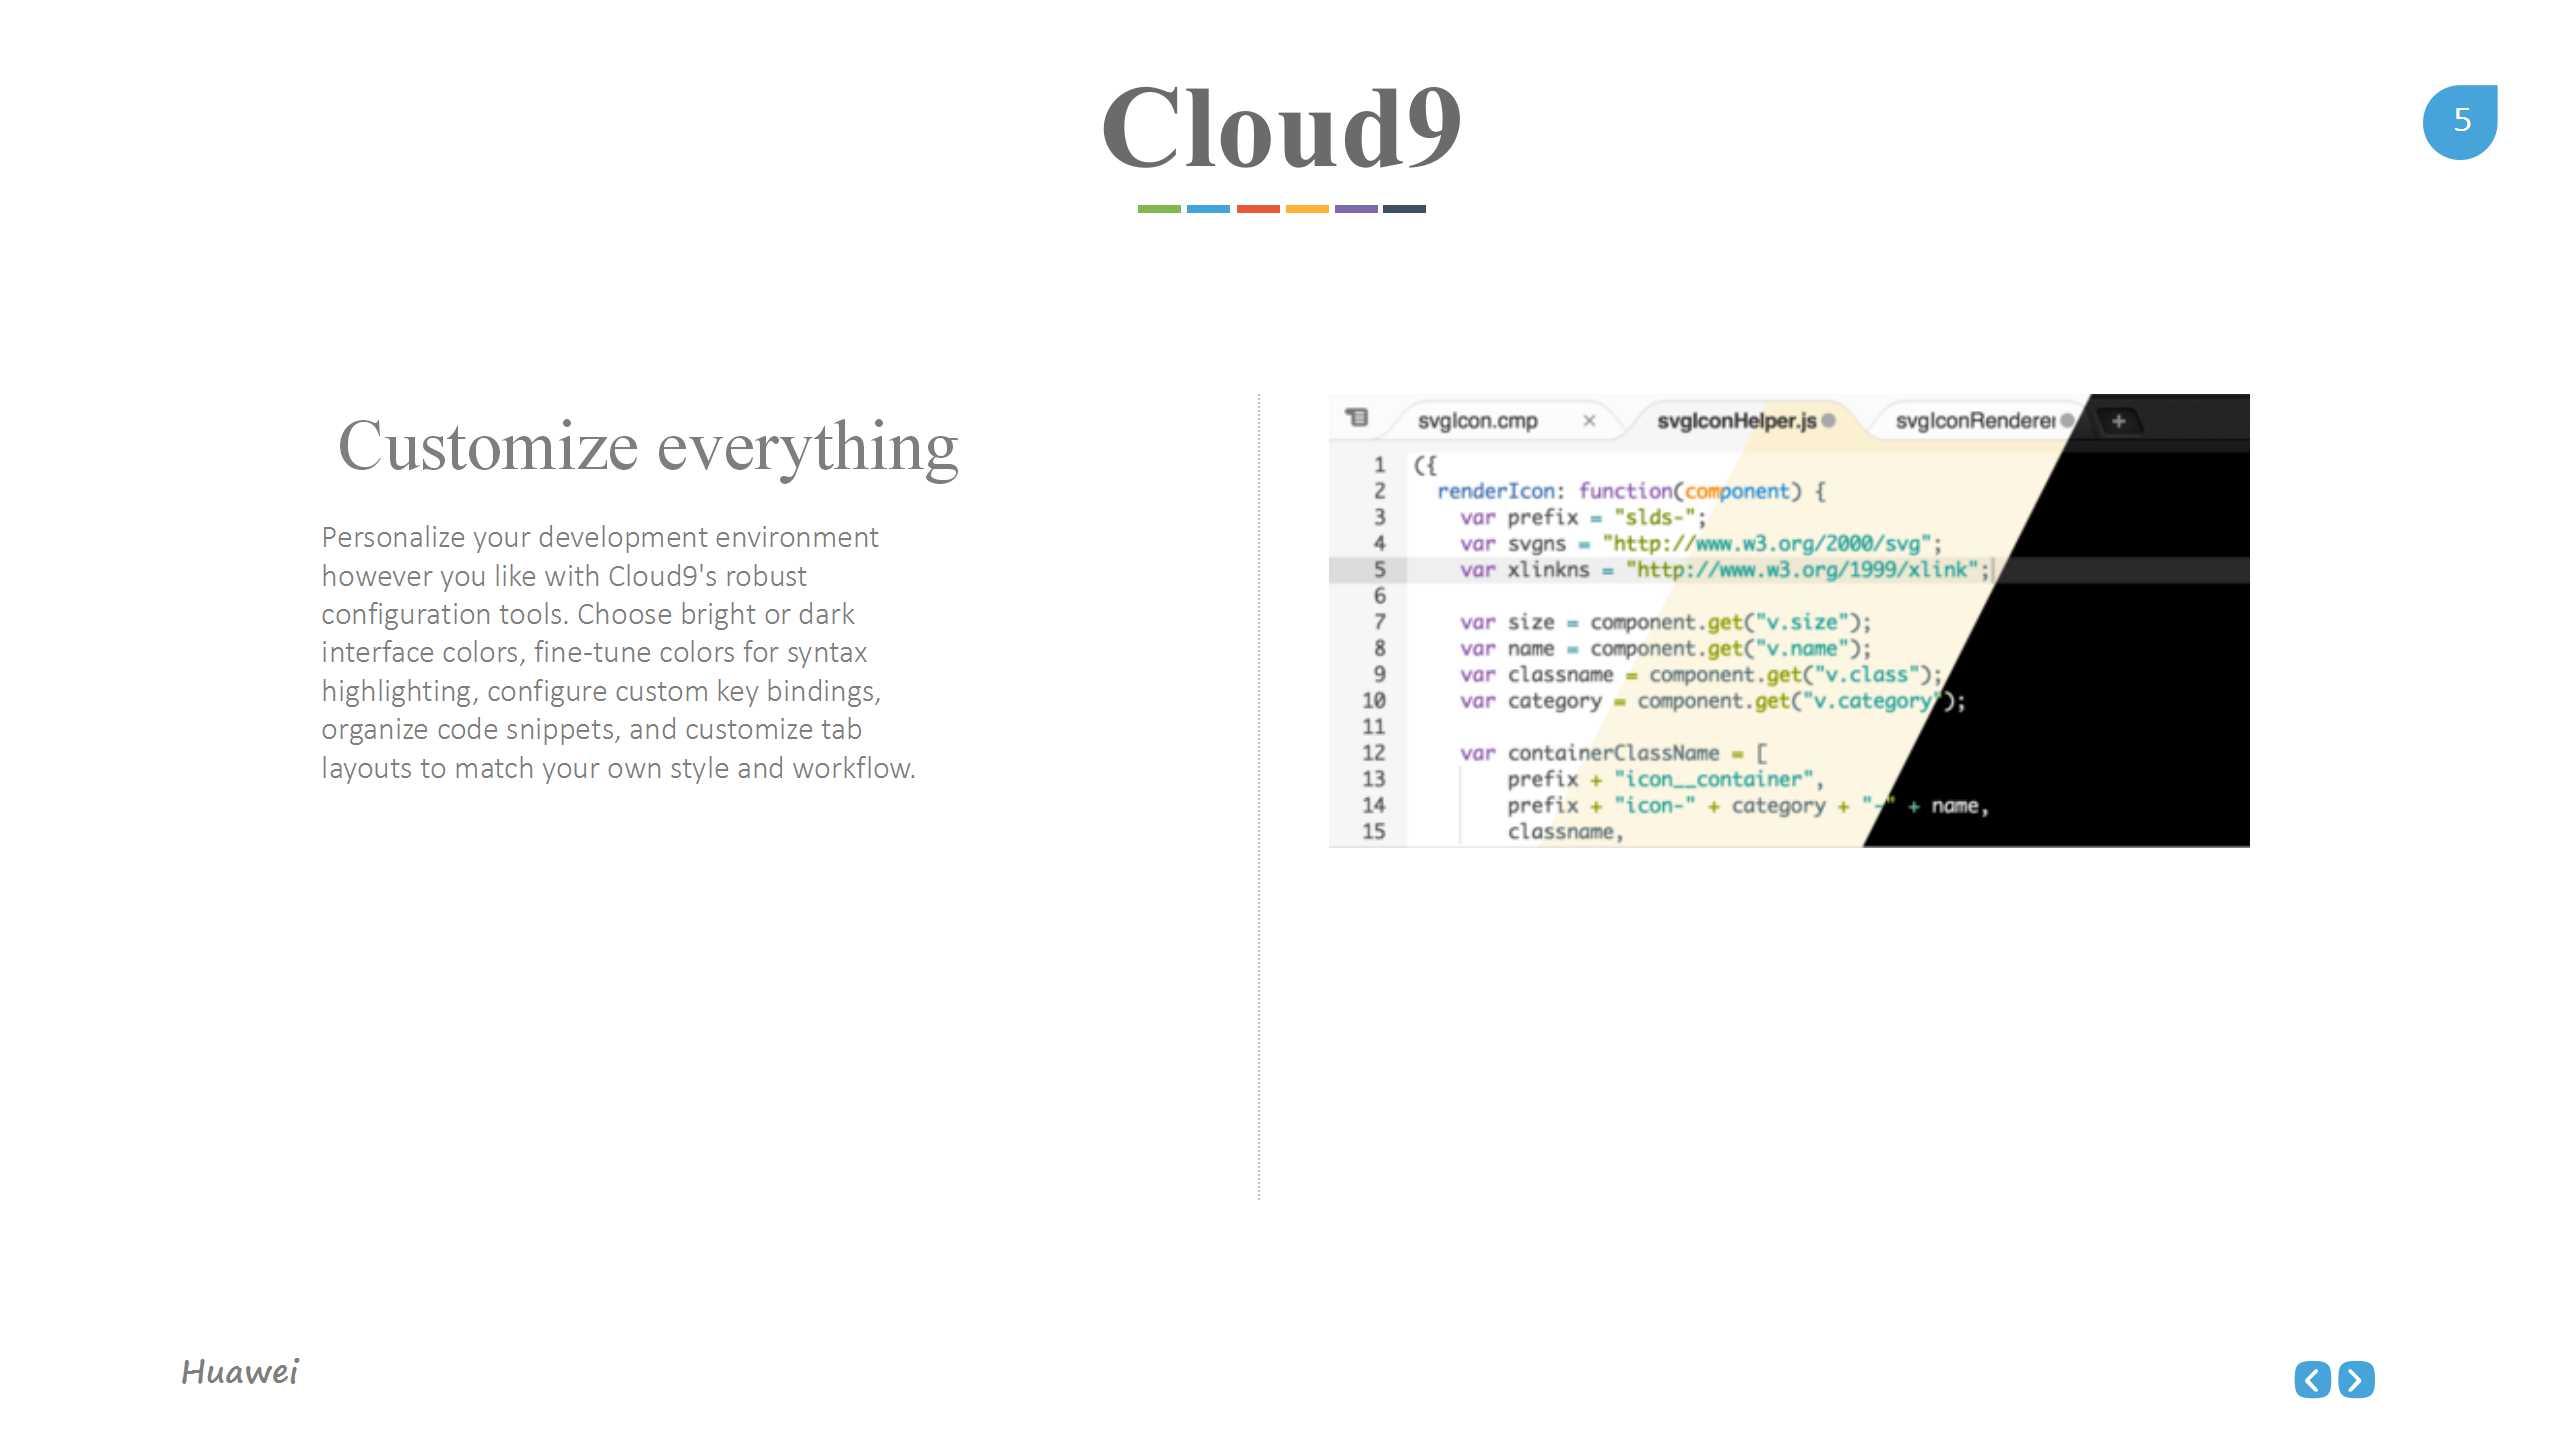 Cloud9
5
Customize everything
Personalize your development environment
however you like with Cloud9's robust
configuration tools. Choose bright or dark
interface colors, fine-tune colors for syntax
highlighting, configure custom key bindings,
organize code snippets, and customize tab
layouts to match your own style and workflow.
svgIcon.cmp × svgIconHelper.js svgIconRenderer +
1 ({
2 renderIcon: function(component) {
3 var prefix = "slds-";
4 var svgns = "http://www.w3.org/2000/svg";
5 var xlinkns = "http://www.w3.org/1999/xlink";
6
7 var size = component.get("v.size");
8 var name = component.get("v.name");
9 var classname = component.get("v.class");
10 var category = component.get("v.category");
11
12 var containerClassName = [
13 prefix + "icon__container",
14 prefix + "icon-" + category + "-" + name,
15 classname,
Huawei